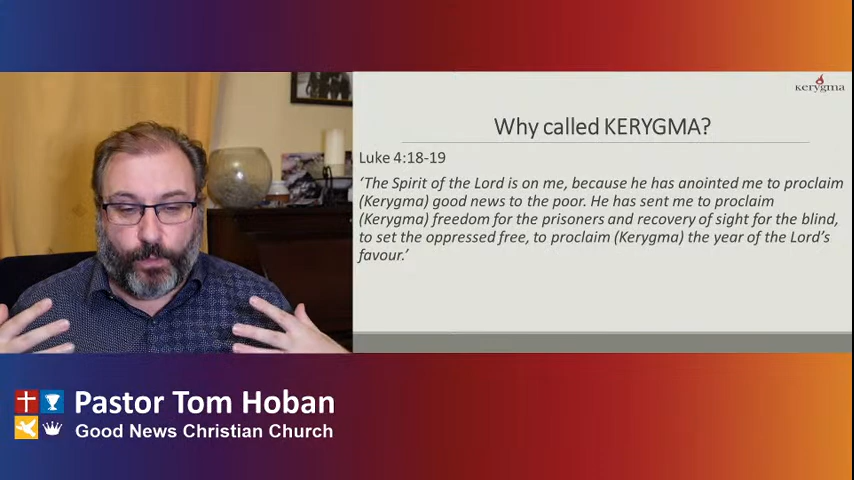 kerygma
Why called KERYGMA?
Luke 4:18-19
‘The Spirit of the Lord is on me, because he has anointed me to proclaim
(Kerygma) good news to the poor. He has sent me to proclaim
(Kerygma) freedom for the prisoners and recovery of sight for the blind,
to set the oppressed free, to proclaim (Kerygma) the year of the Lord’s
favour.’
Pastor Tom Hoban
Good News Christian Church